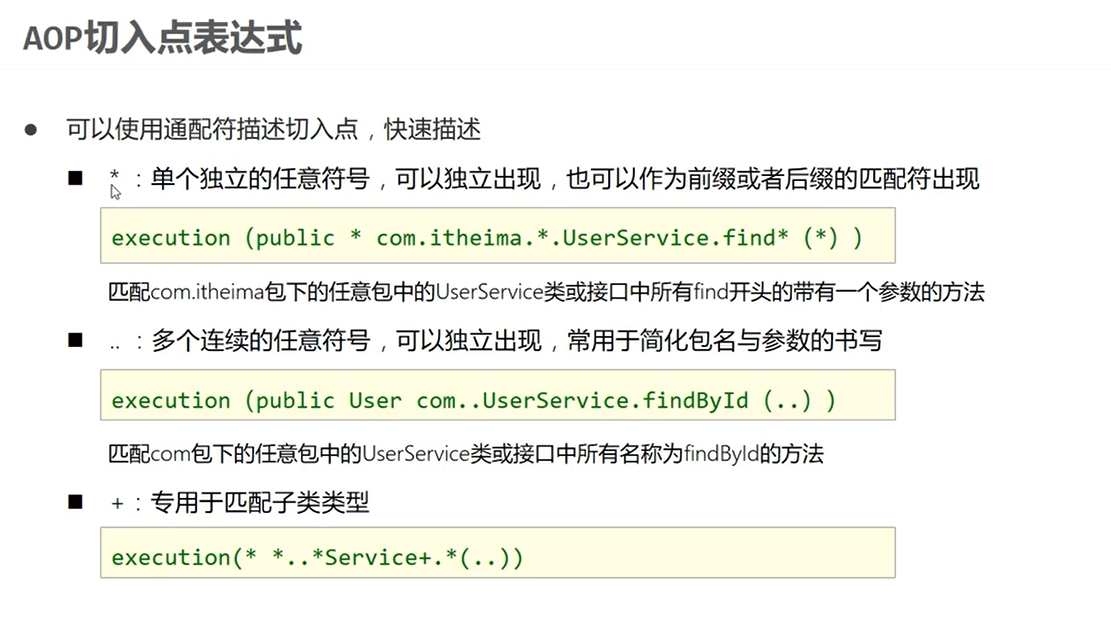 AOP切入点表达式
● 可以使用通配符描述切入点，快速描述
■ * ：单个独立的任意符号，可以独立出现，也可以作为前缀或者后缀的匹配符出现
execution (public * com.itheima.*.UserService.find* (*) )
匹配com.itheima包下的任意包中的UserService类或接口中所有find开头的带有一个参数的方法
■ .. ：多个连续的任意符号，可以独立出现，常用于简化包名与参数的书写
execution (public User com..UserService.findById (..) )
匹配com包下的任意包中的UserService类或接口中所有名称为findById的方法
■ + ：专用于匹配子类类型
execution(* *..*Service+.*(..))